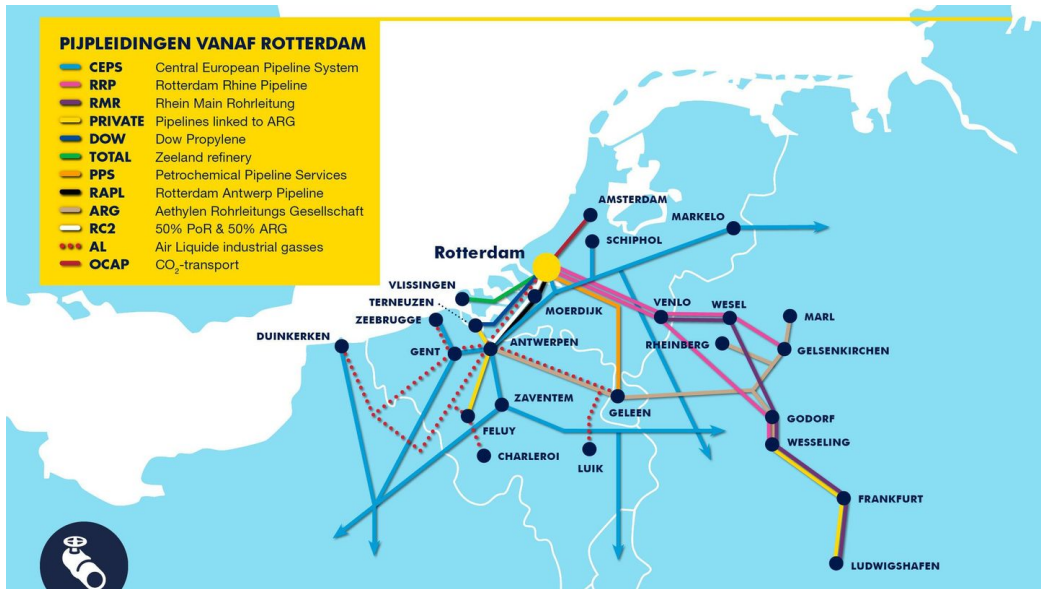 PIJPLEIDINGEN VANAF ROTTERDAM
CEPS Central European Pipeline System
RRP Rotterdam Rhine Pipeline
RMR Rhein Main Rohrleitung
PRIVATE Pipelines linked to ARG
DOW Dow Propylene
TOTAL Zeeland refinery
PPS Petrochemical Pipeline Services
RAPL Rotterdam Antwerp Pipeline
ARG Aethylen Rohrleitungs Gesellschaft
RC2 50% PoR & 50% ARG
AL Air Liquide industrial gasses
OCAP CO₂-transport
AMSTERDAM
MARKELO
SCHIPHOL
Rotterdam
VLISSINGEN
TERNEUZEN
ZEEBRUGGE
DUINKERKEN
GENT
MOERDIJK
ANTWERPEN
VENLO
WESEL
MARL
RHEINBERG
GELSENKIRCHEN
ZAVENTEM
GELEEN
FELUY
CHARLEROI
LUIK
GODORF
WESSELING
FRANKFURT
LUDWIGSHAFEN